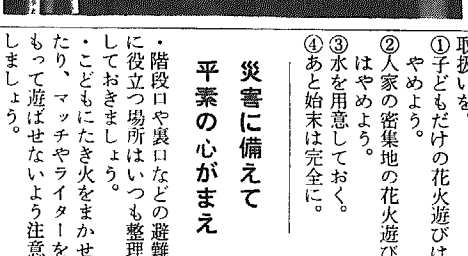 取扱いを。
①子どもだけの花火遊びは
やめよう。
②人家の密集地の花火遊び
はやめよう。
③水を用意しておく。
④あと始末は完全に。
災害に備えて
平素の心がまえ
・階段口や裏口などの避難
に役立つ場所はいつも整理
しておきましょう。
・こどもにたき火をまかせ
たり、マッチやライターを
もって遊ばせないよう注意
しましょう。